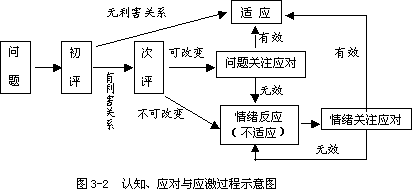 无利害关系
适 应
有效
有效
问题
初评
次评
可改变
问题关注应对
有利害关系
无效
不可改变
情绪反应
（不适应）
情绪关注应对
无效
图 3-2 认知、应对与应激过程示意图